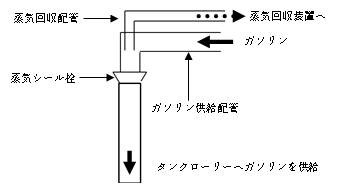 蒸気回収配管
蒸気回収装置へ
ガソリン
蒸気シール栓
ガソリン供給配管
タンクローリーへガソリンを供給